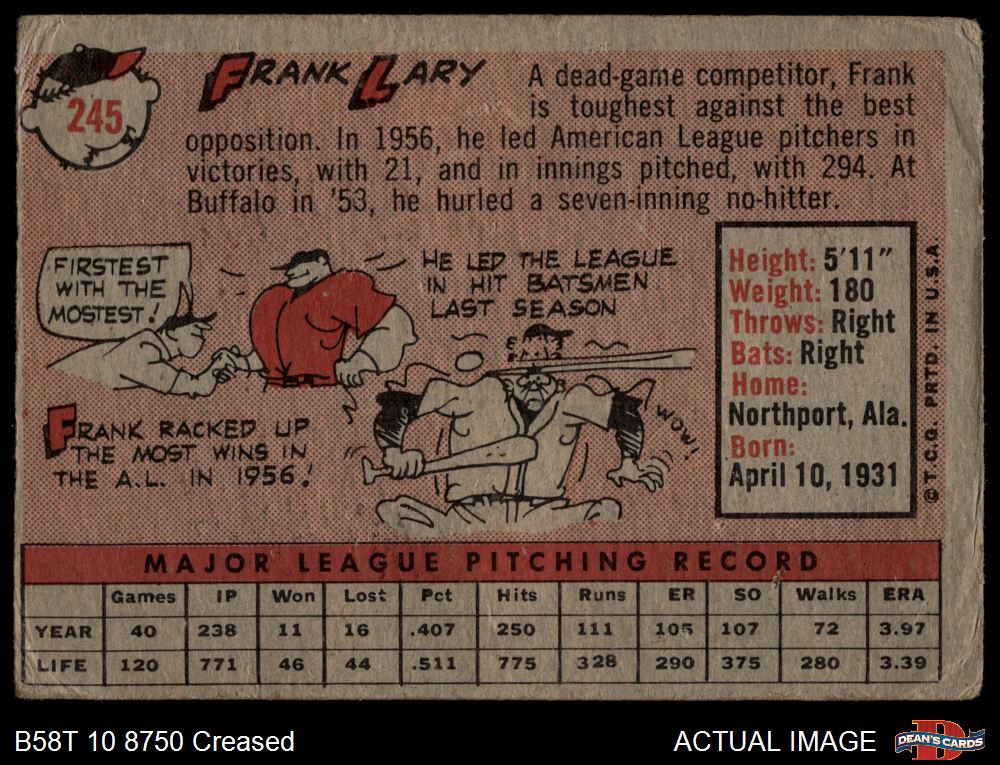 245
FRANK LARY
A dead-game competitor, Frank
is toughest against the best
opposition. In 1956, he led American League pitchers in
victories, with 21, and in innings pitched, with 294. At
Buffalo in '53, he hurled a seven-inning no-hitter.
FIRSTEST
WITH THE
MOSTEST!
HE LED THE LEAGUE
IN HIT BATSMEN
LAST SEASON
WOW!
FRANK RACKED UP
THE MOST WINS IN
THE A.L. IN 1956!
Height: 5'11"
Weight: 180
Throws: Right
Bats: Right
Home:
Northport, Ala.
Born:
April 10, 1931
© T.C.G. PRTD. IN U.S.A.
MAJOR LEAGUE PITCHING RECORD
Games IP Won Lost Pct Hits Runs ER SO Walks ERA
YEAR 40 238 11 16 .407 250 111 105 107 72 3.97
LIFE 120 771 46 44 .511 775 328 290 375 280 3.39
B58T 10 8750 Creased
ACTUAL IMAGE
DEAN'S CARDS